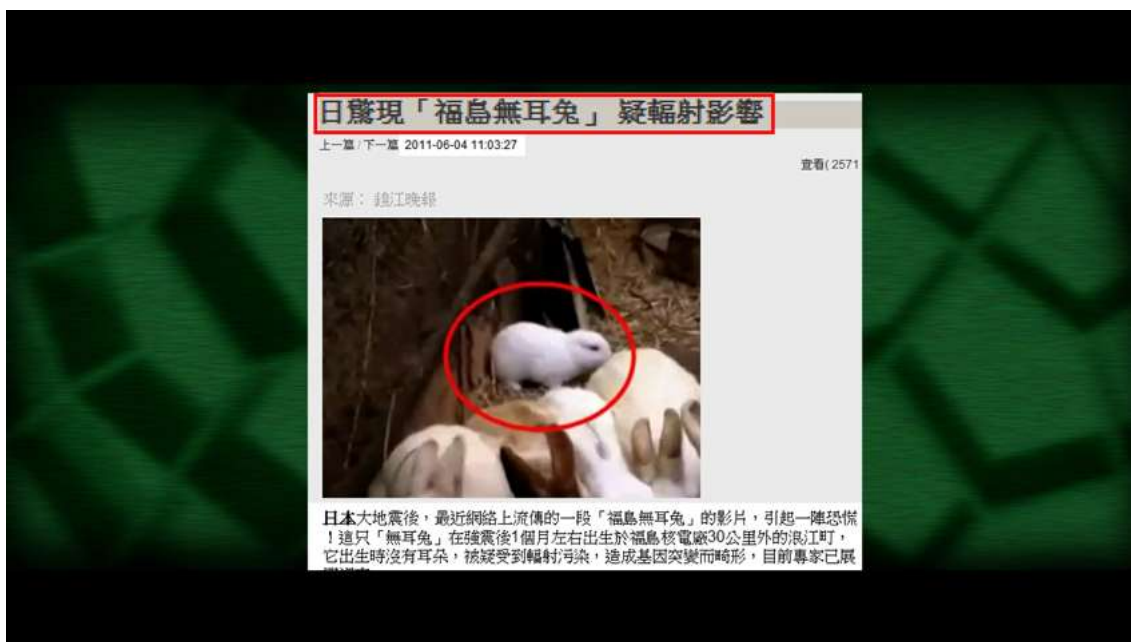 日驚現「福島無耳兔」 疑輻射影響
上一篇/下一篇 2011-06-04 11:03:27
查看( 2571
來源： 錢江晚報
日本大地震後，最近網絡上流傳的一段「福島無耳兔」的影片，引起一陣恐慌
！這只「無耳兔」在強震後1個月左右出生於福島核電廠30公里外的浪江町，
它出生時沒有耳朵，被疑受到輻射污染，造成基因突變而畸形，目前專家已展